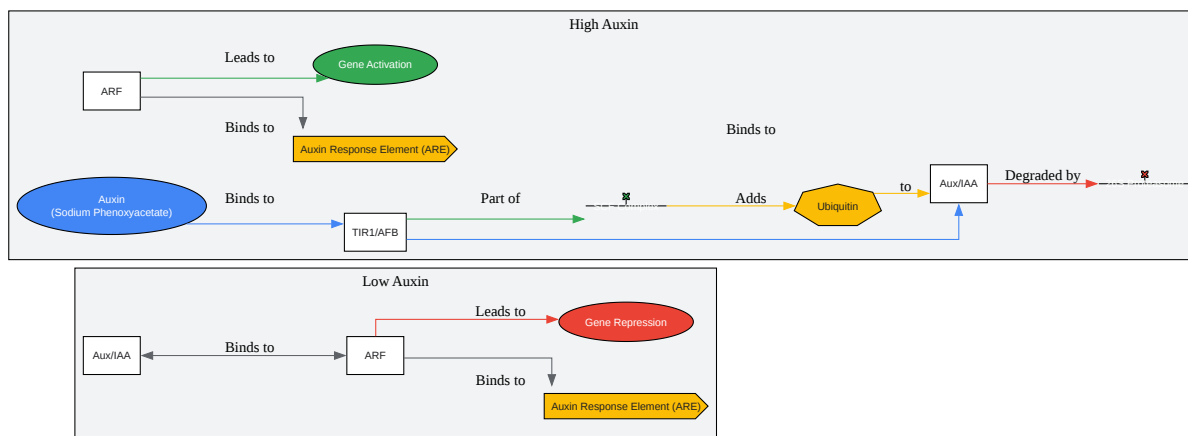 High Auxin
Leads to
Gene Activation
ARF
Binds to
Auxin Response Element (ARE)
Binds to
Auxin
(Sodium Phenoxyacetate)
Binds to
TIR1/AFB
Part of
Adds
Ubiquitin
to
Aux/IAA
Degraded by
Low Auxin
Aux/IAA
Binds to
ARF
Leads to
Gene Repression
Binds to
Auxin Response Element (ARE)